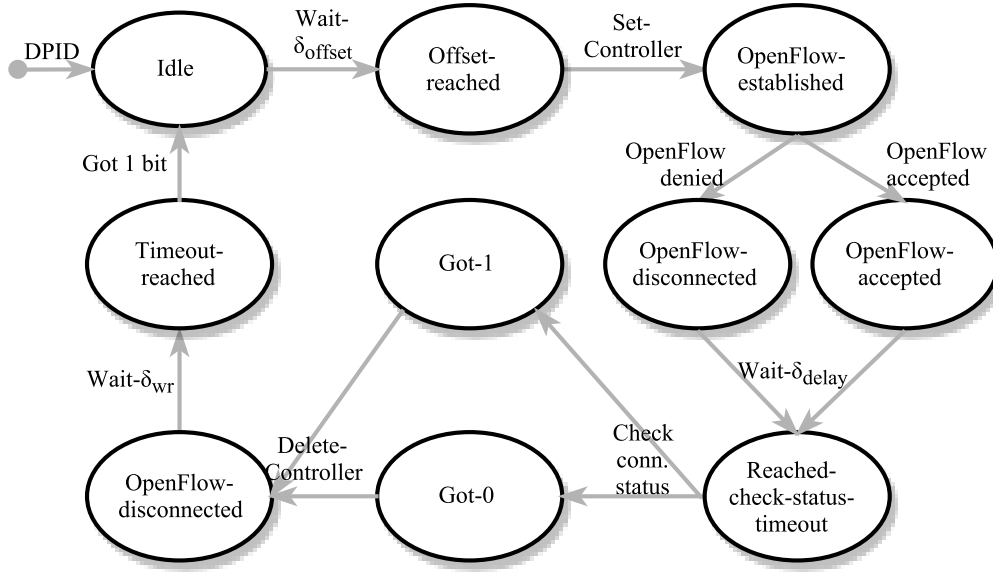 DPID
Idle
Wait-
δoffset
Offset-
reached
Set-
Controller
OpenFlow-
established
OpenFlow
denied
OpenFlow
accepted
Got 1 bit
Timeout-
reached
Got-1
OpenFlow-
disconnected
OpenFlow-
accepted
Wait-δwr
Wait-δdelay
Delete-
Controller
Check
conn.
status
OpenFlow-
disconnected
Got-0
Reached-
check-status-
timeout